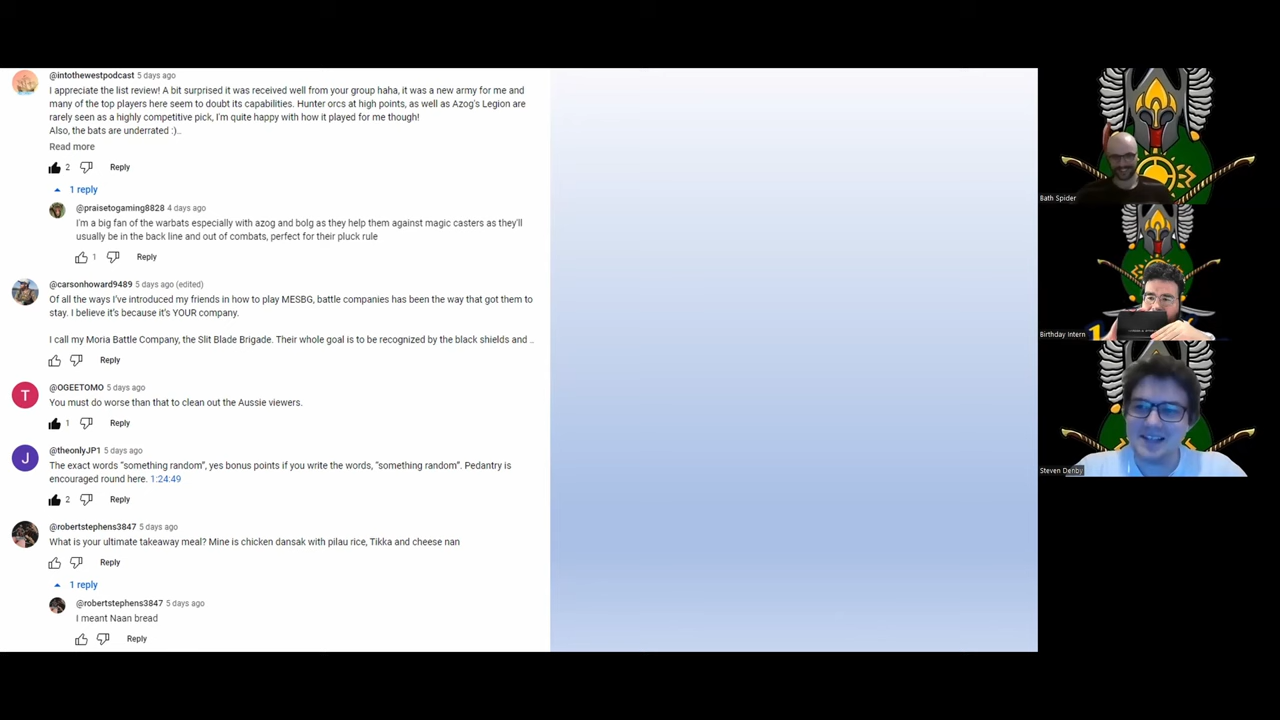 @intothewestpodcast 5 days ago
I appreciate the list review! A bit surprised it was received well from your group haha, it was a new army for me and
many of the top players here seem to doubt its capabilities. Hunter orcs at high points, as well as Azog's Legion are
rarely seen as a highly competitive pick, I'm quite happy with how it played for me though!
Also, the bats are underrated :)..
Read more
2 Reply
1 reply
@praisetogaming8828 4 days ago
I'm a big fan of the warbats especially with azog and bolg as they help them against magic casters as they'll
usually be in the back line and out of combats, perfect for their pluck rule
1 Reply
@carsonhoward9489 5 days ago (edited)
Of all the ways I've introduced my friends in how to play MESBG, battle companies has been the way that got them to
stay. I believe it's because it's YOUR company.
I call my Moria Battle Company, the Slit Blade Brigade. Their whole goal is to be recognized by the black shields and ..
Reply
T
@OGEETOMO 5 days ago
You must do worse than that to clean out the Aussie viewers.
1 Reply
J
@theonlyJP1 5 days ago
The exact words "something random", yes bonus points if you write the words, "something random". Pedantry is
encouraged round here. 1:24:49
2 Reply
@robertstephens3847 5 days ago
What is your ultimate takeaway meal? Mine is chicken dansak with pilau rice, Tikka and cheese nan
Reply
1 reply
@robertstephens3847 5 days ago
I meant Naan bread
Reply
Bath Spider
Birthday Intern
Steven Denby